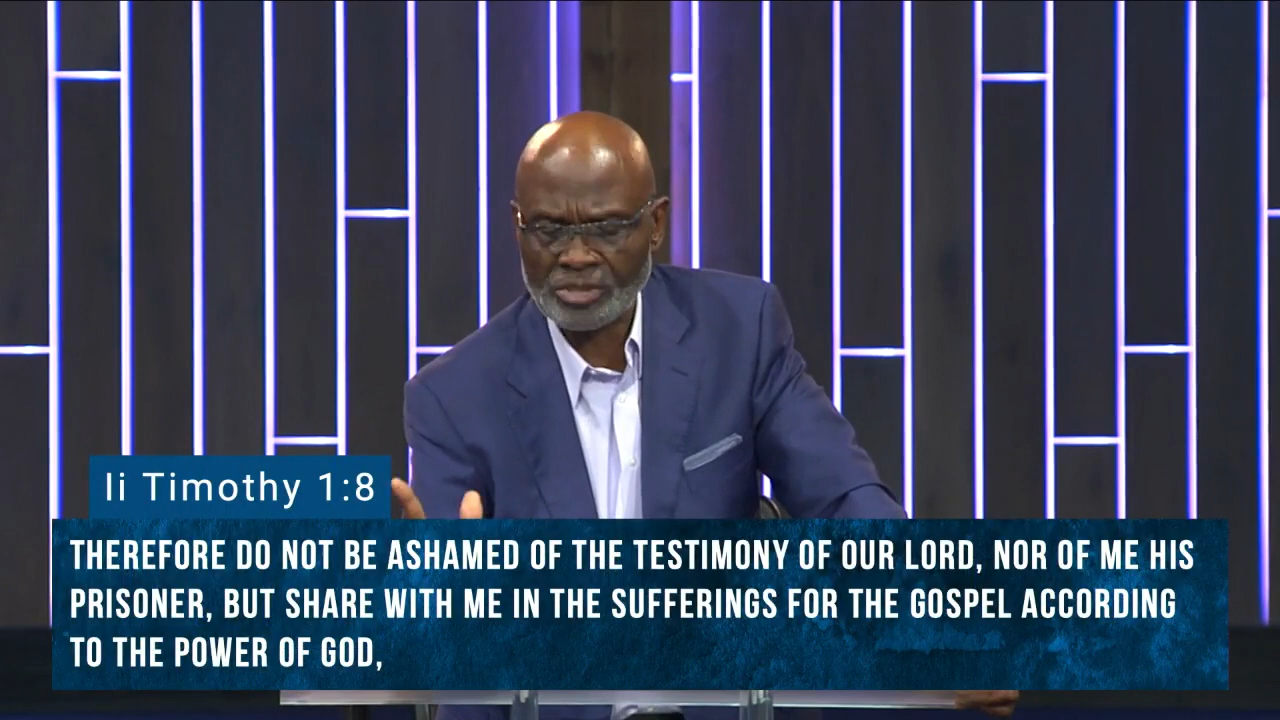 Ii Timothy 1:8
THEREFORE DO NOT BE ASHAMED OF THE TESTIMONY OF OUR LORD, NOR OF ME HIS
PRISONER, BUT SHARE WITH ME IN THE SUFFERINGS FOR THE GOSPEL ACCORDING
TO THE POWER OF GOD,